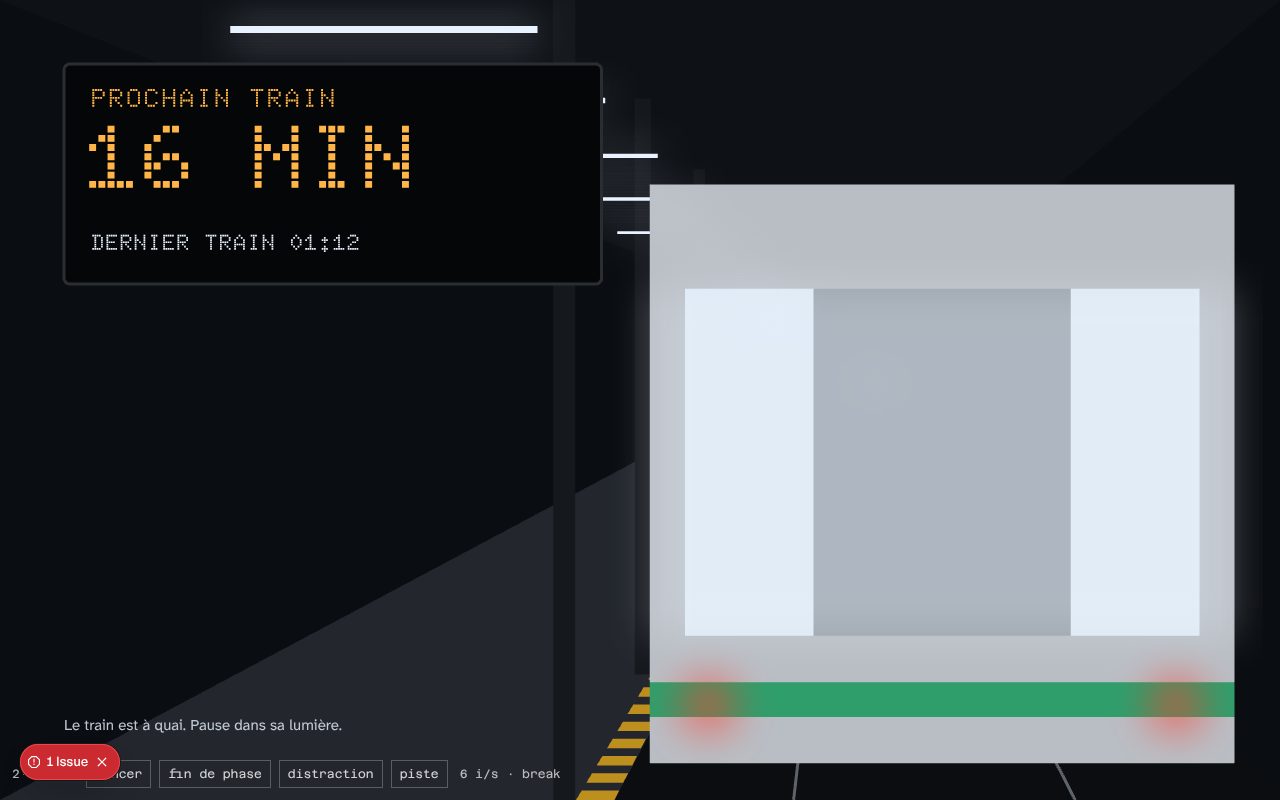 PROCHAIN TRAIN
16 MIN
DERNIER TRAIN 01:12
Le train est à quai. Pause dans sa lumière.
1 Issue
2
fin de phase
distraction
piste
6 i/s · break